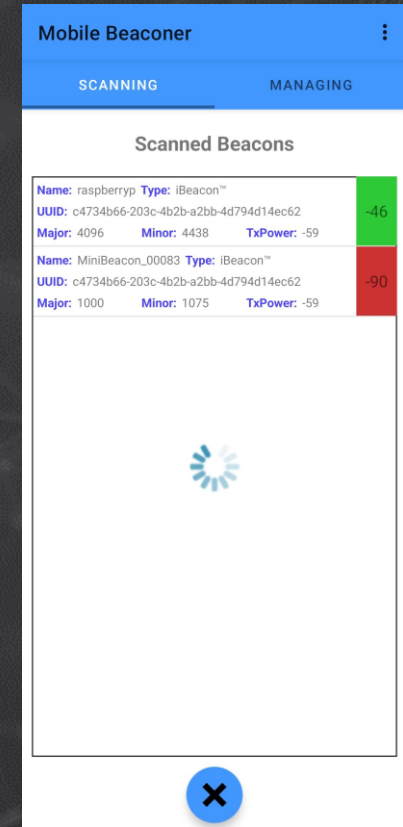 Mobile Beaconer
SCANNING MANAGING
Scanned Beacons
Name: raspberryp Type: iBeacon™
UUID: c4734b66-203c-4b2b-a2bb-4d794d14ec62
-46
Major: 4096 Minor: 4438 TxPower: -59
Name: MiniBeacon_00083 Type: iBeacon™
UUID: c4734b66-203c-4b2b-a2bb-4d794d14ec62
-90
Major: 1000 Minor: 1075 TxPower: -59